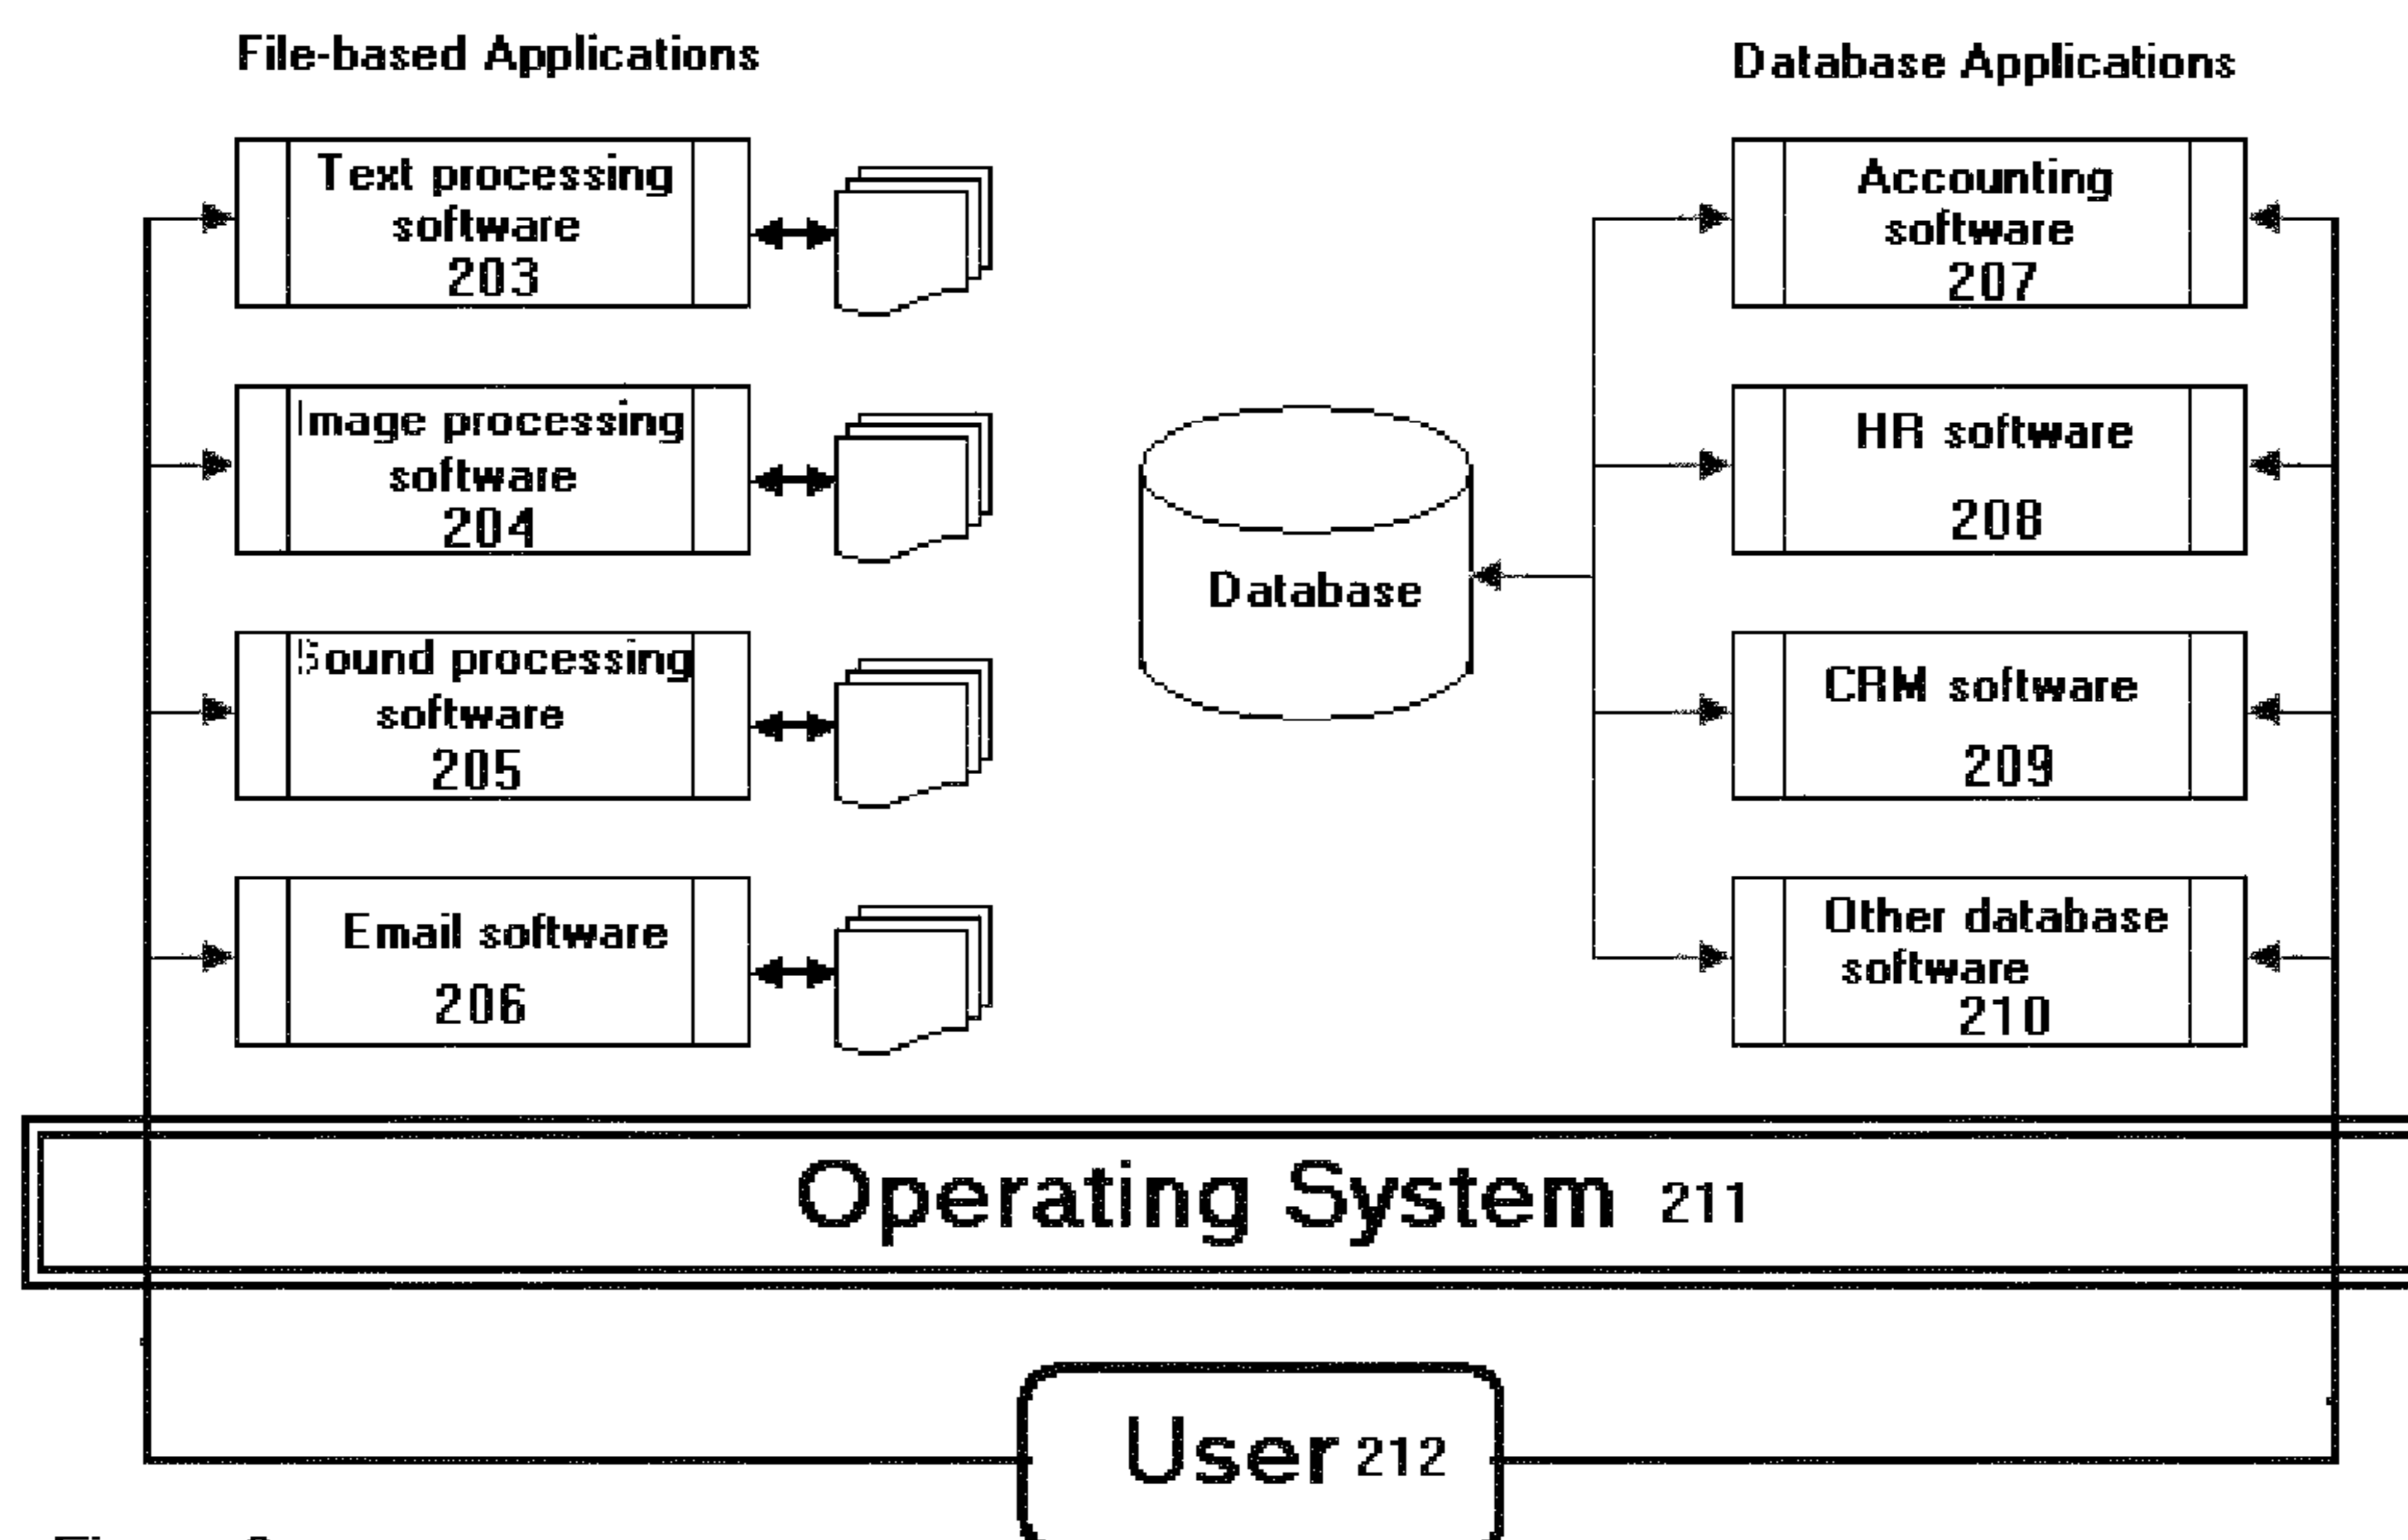 File-based Applications
Database Applications
Text processing
software
203
Image processing
software
204
Sound processing
software
205
Email software
206
Database
Accounting
software
207
HR software
208
CRM software
209
Other database
software
210
Operating System 211
User 212